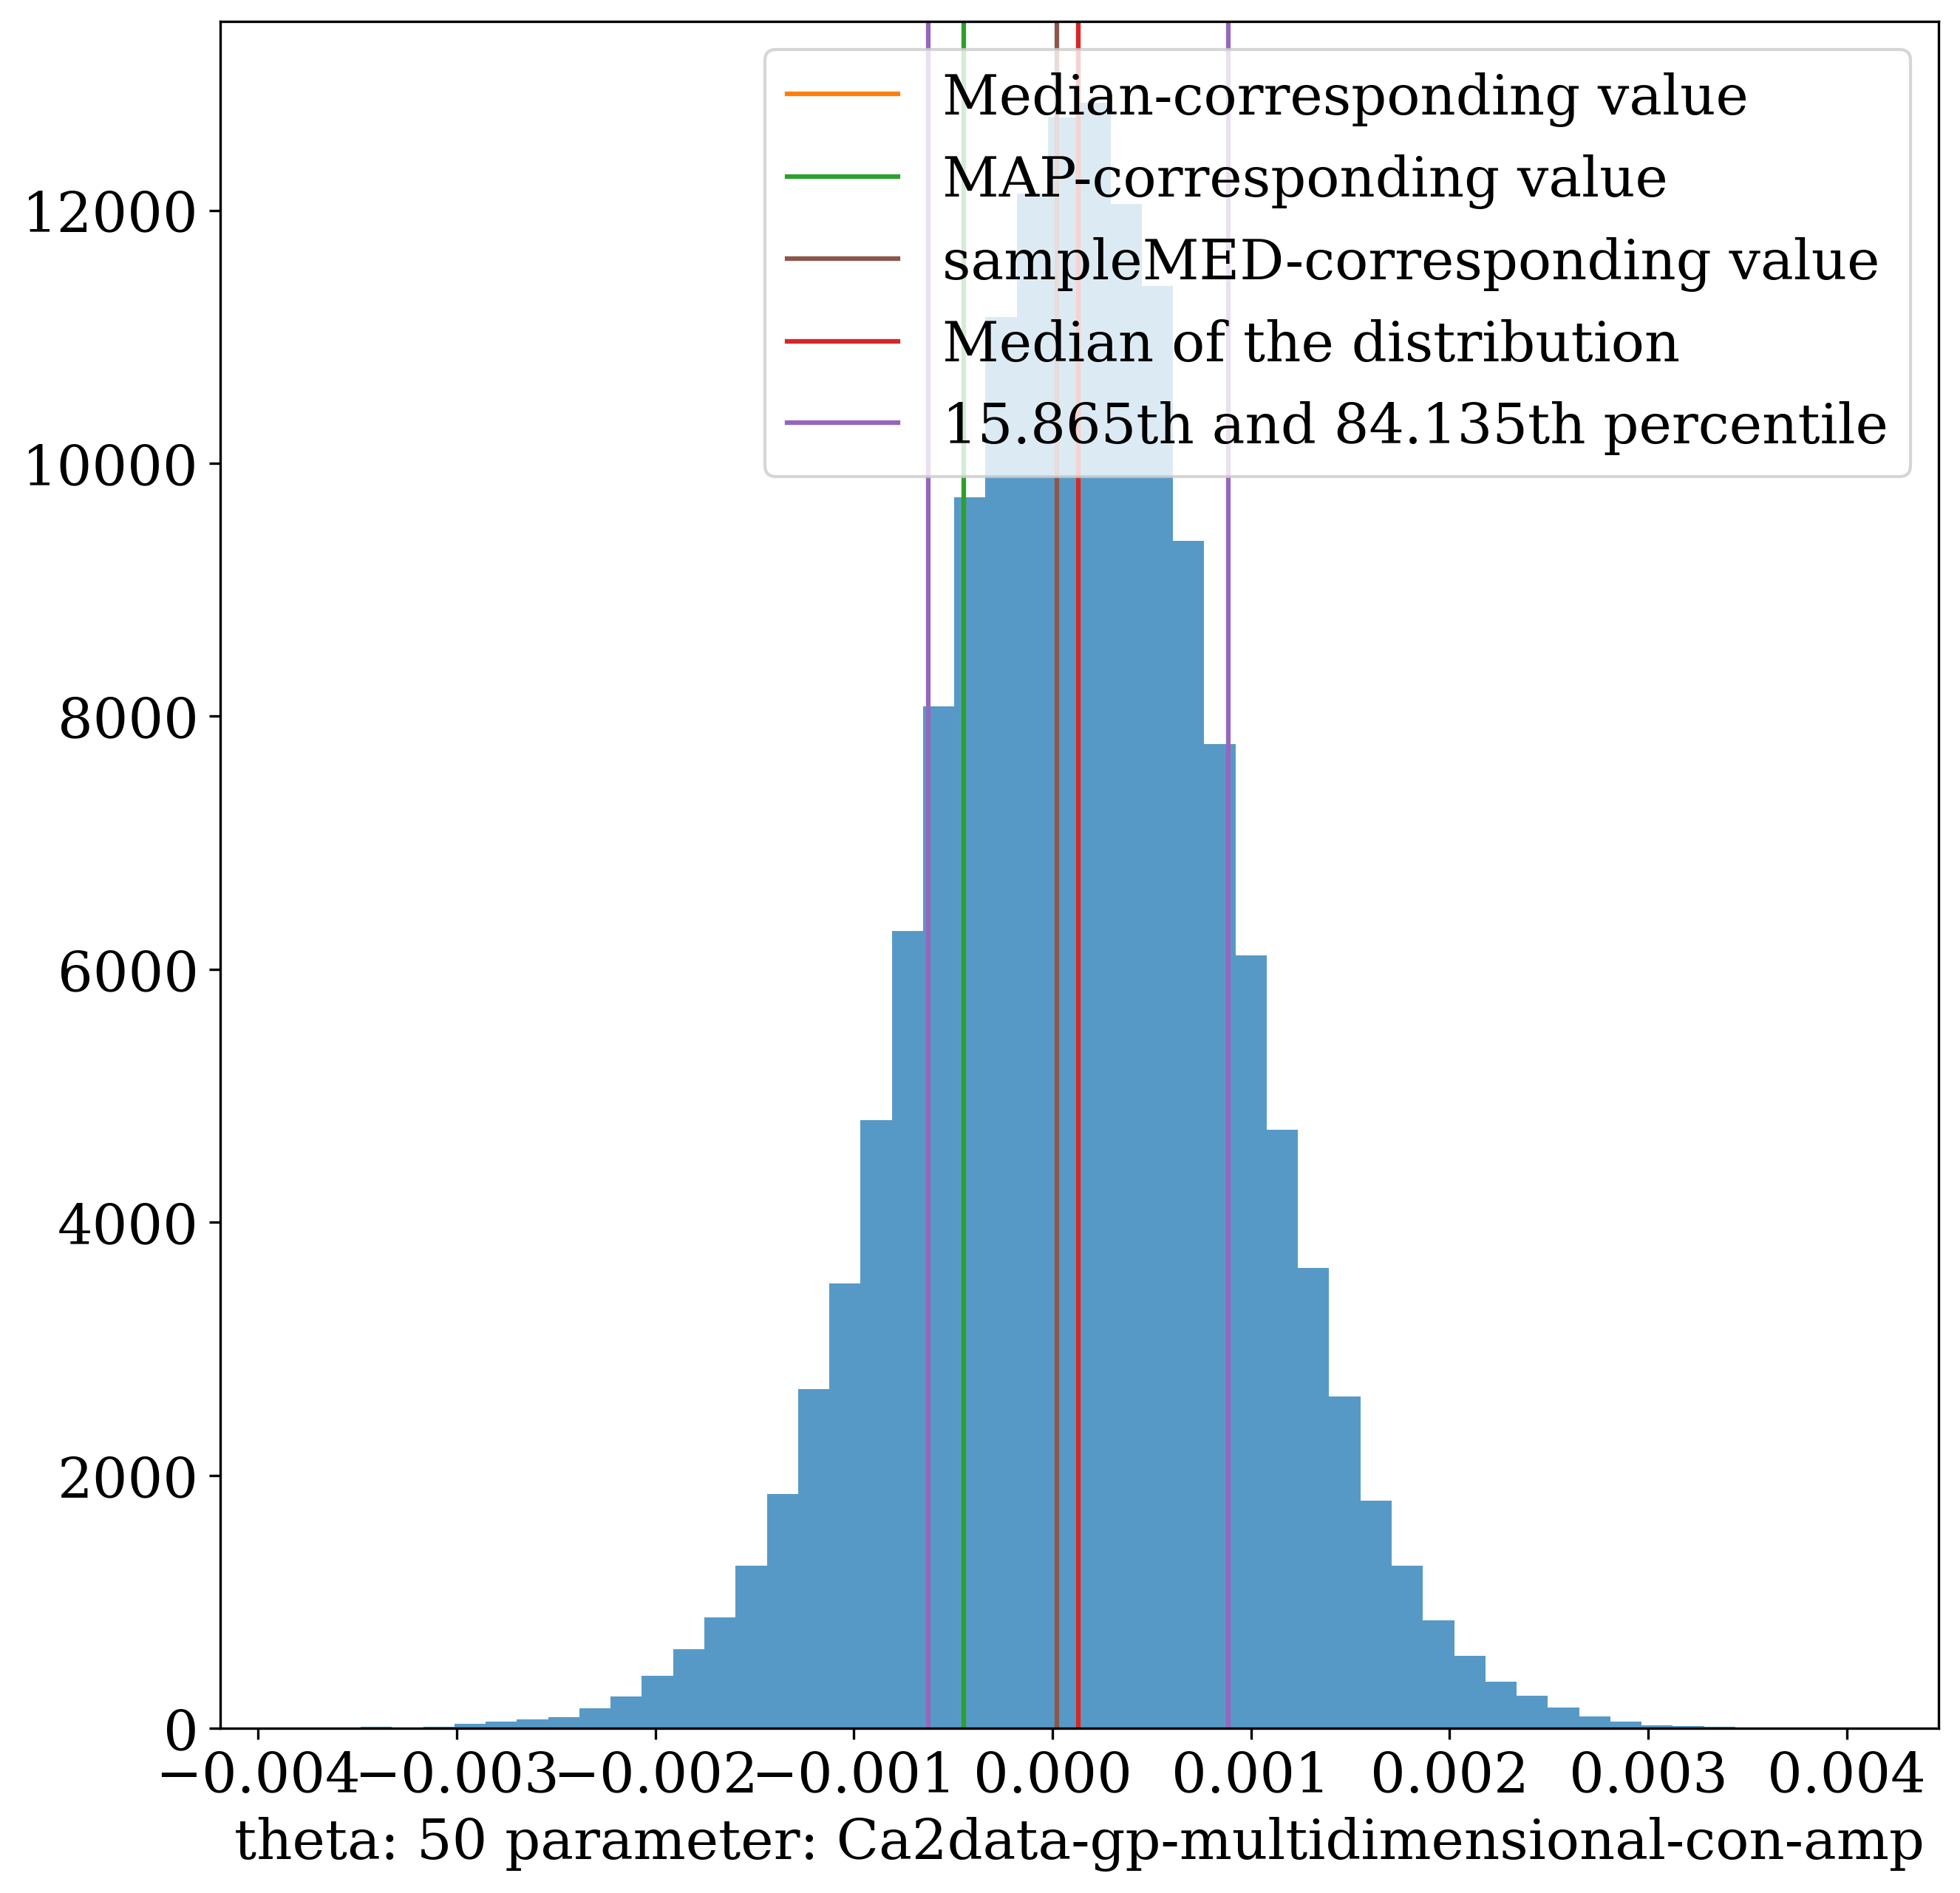 Median-corresponding value
MAP-corresponding value
sampleMED-corresponding value
Median of the distribution
15.865th and 84.135th percentile
12000
10000
8000
6000
4000
2000
0
−0.004 −0.003 −0.002 −0.001 0.000 0.001 0.002 0.003 0.004
theta: 50 parameter: Ca2data-gp-multidimensional-con-amp